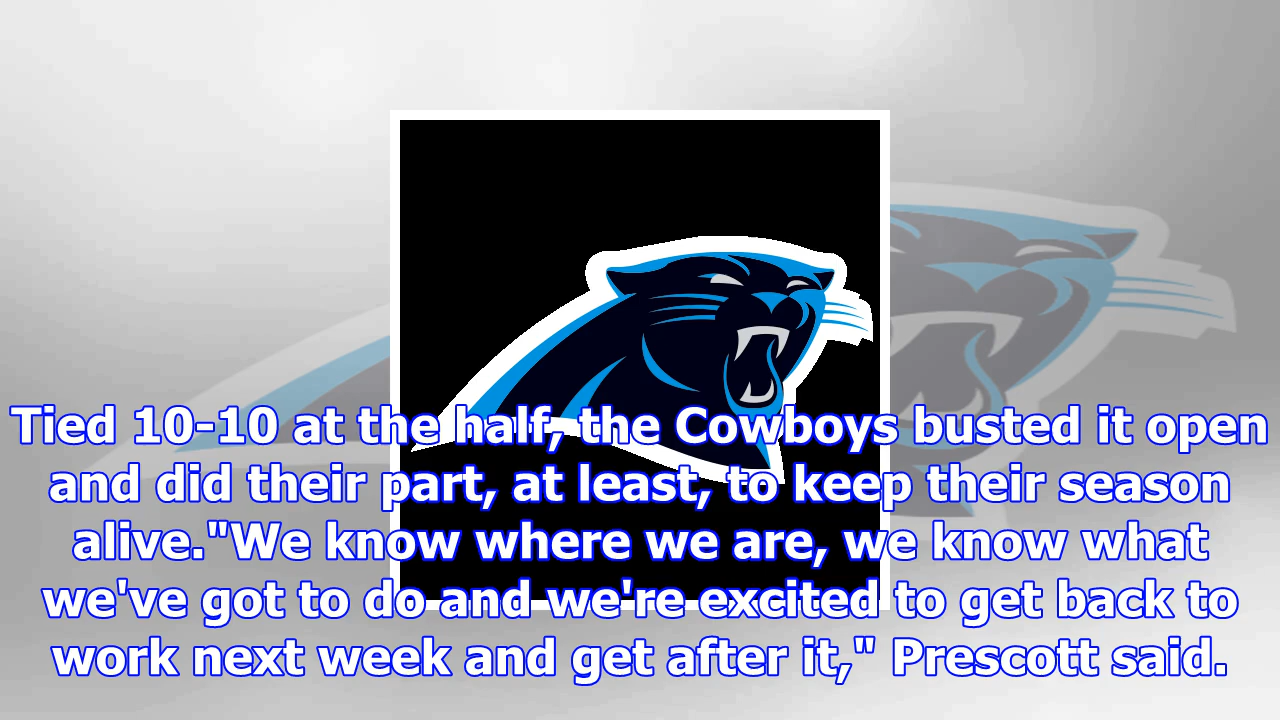 Tied 10-10 at the half, the Cowboys busted it open
and did their part, at least, to keep their season
alive."We know where we are, we know what
we've got to do and we're excited to get back to
work next week and get after it," Prescott said.